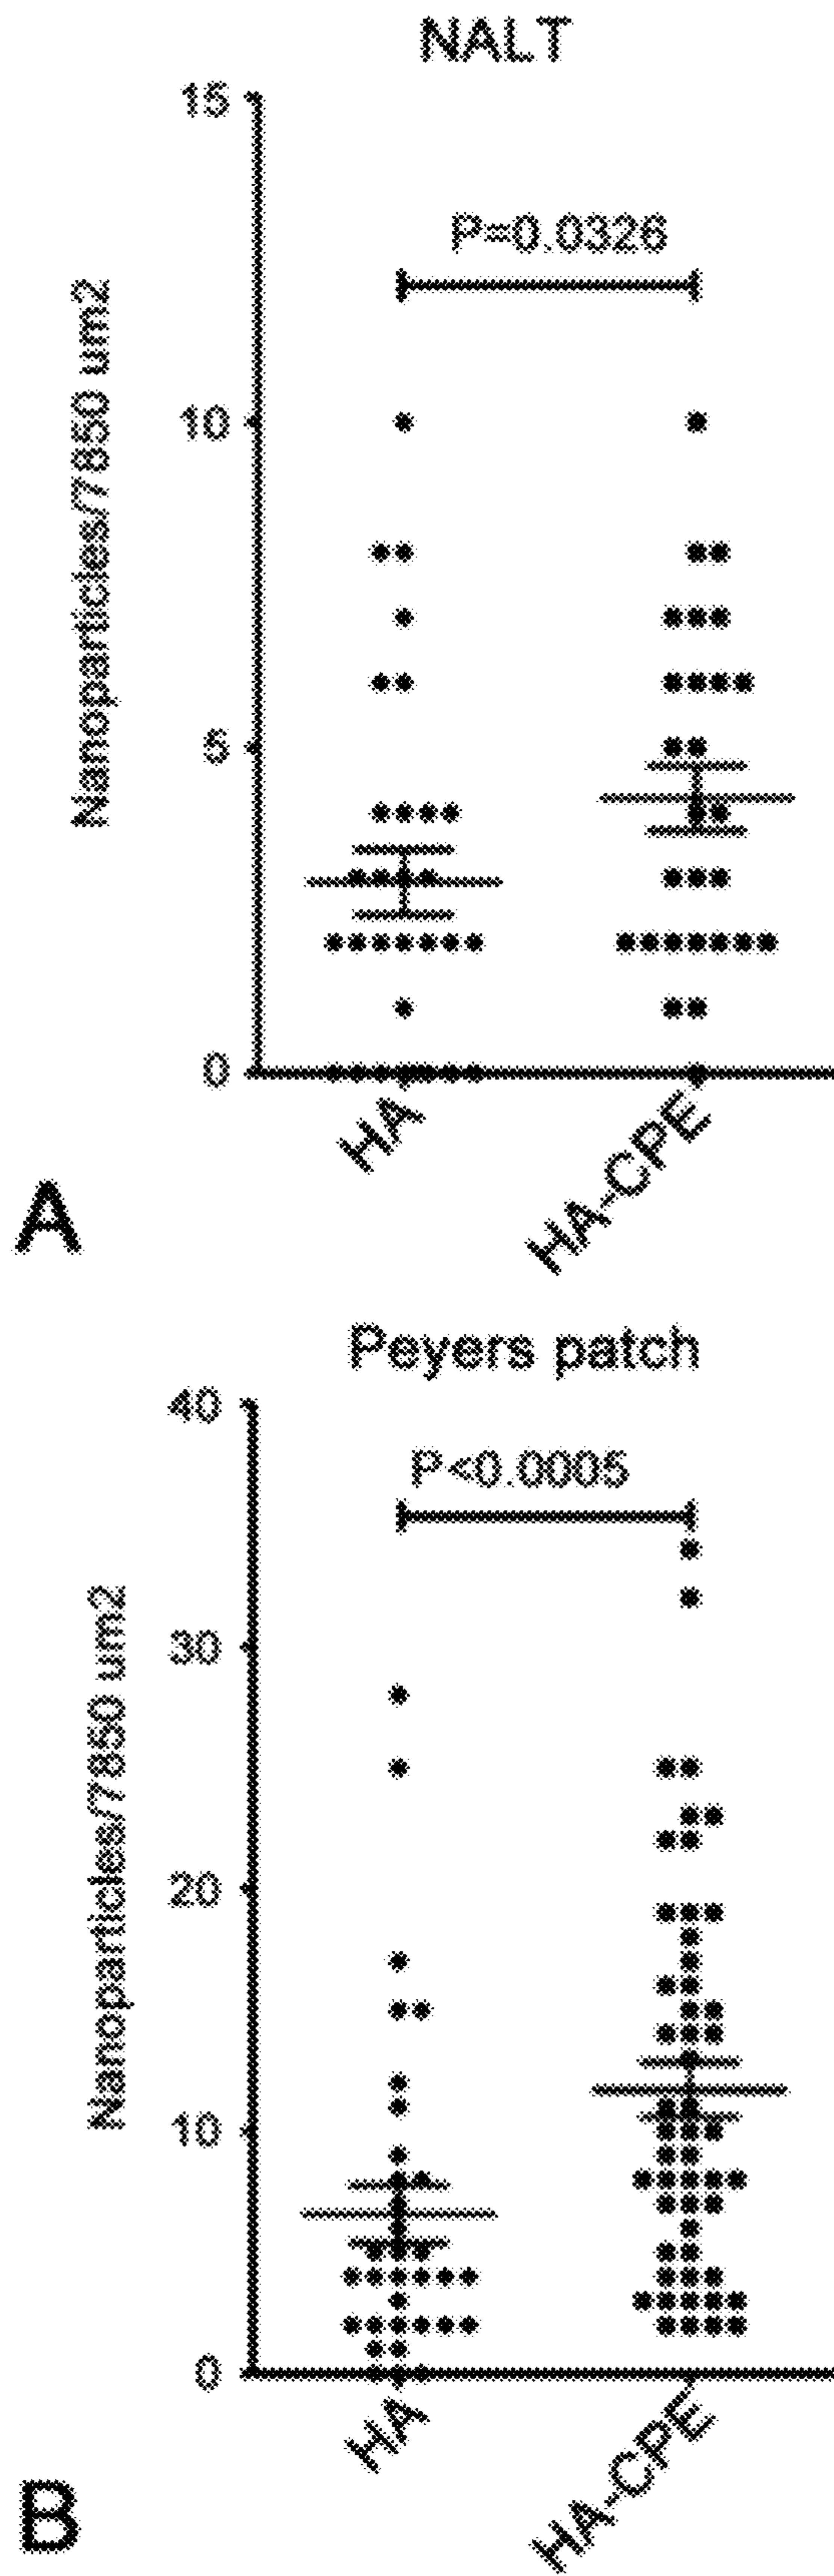 NALT
15
P=0.0326
Nanoparticles/7850 um2
10
5
0
HA
HA-CPE
A
Peyers patch
40
P<0.0005
Nanoparticles/7850 um2
30
20
10
0
HA
HA-CPE
B